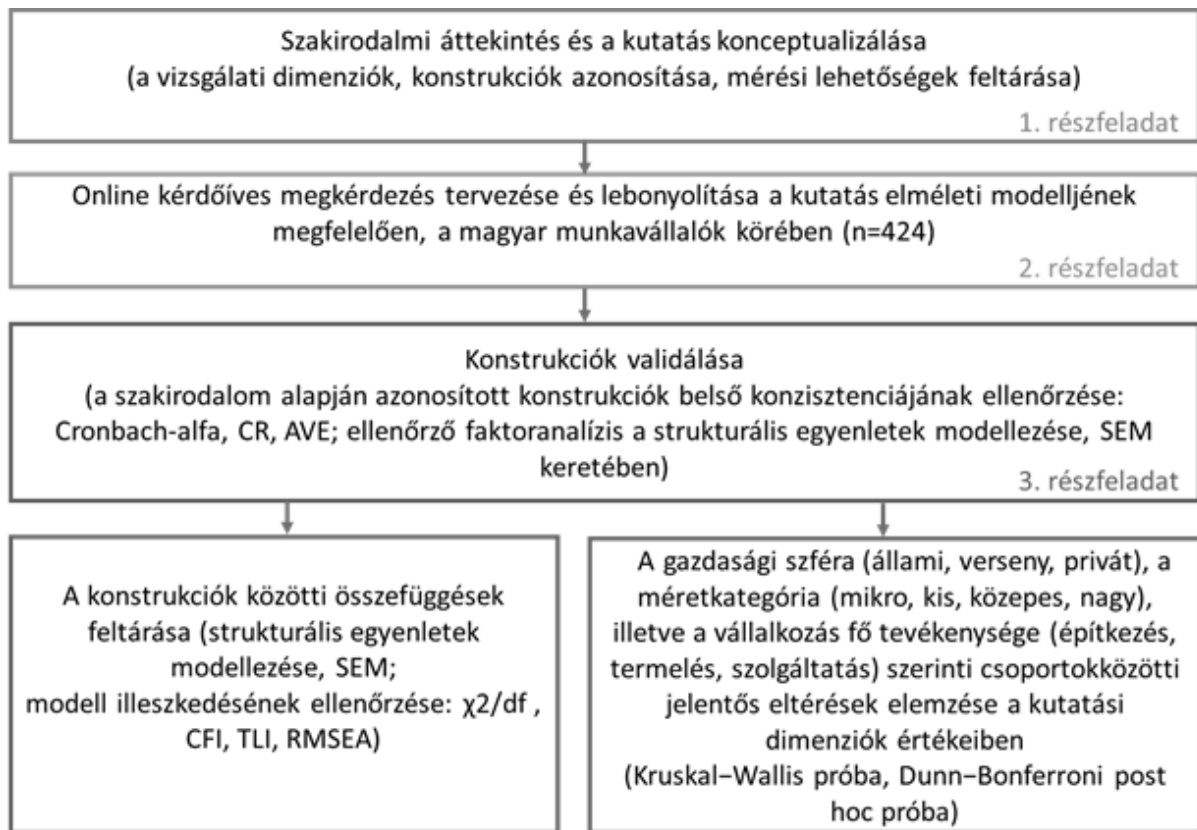 Szakirodalmi áttekintés és a kutatás konceptualizálása
(a vizsgálati dimenziók, konstrukciók azonosítása, mérési lehetőségek feltárása)
1. részfeladat
Online kérdőíves megkérdezés tervezése és lebonyolítása a kutatás elméleti modelljének
megfelelően, a magyar munkavállalók körében (n=424)
2. részfeladat
Konstrukciók validálása
(a szakirodalom alapján azonosított konstrukciók belső konzisztenciájának ellenőrzése:
Cronbach-alfa, CR, AVE; ellenőrző faktoranalízis a strukturális egyenletek modellezése, SEM
keretében)
3. részfeladat
A konstrukciók közötti összefüggések
feltárása (strukturális egyenletek
modellezése, SEM;
modell illeszkedésének ellenőrzése: χ2/df ,
CFI, TLI, RMSEA)
A gazdasági szféra (állami, verseny, privát), a
méretkategória (mikro, kis, közepes, nagy),
illetve a vállalkozás fő tevékenysége (építkezés,
termelés, szolgáltatás) szerinti csoportokközötti
jelentős eltérések elemzése a kutatási
dimenziók értékeiben
(Kruskal–Wallis próba, Dunn–Bonferroni post
hoc próba)